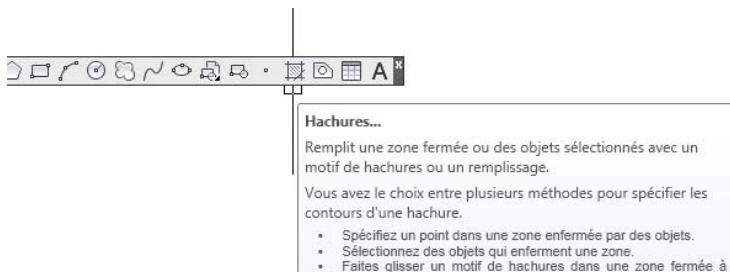 A
Hachures...
Remplit une zone fermée ou des objets sélectionnés avec un
motif de hachures ou un remplissage.
Vous avez le choix entre plusieurs méthodes pour spécifier les
contours d'une hachure.
• Spécifiez un point dans une zone enfermée par des objets.
• Sélectionnez des objets qui enferment une zone.
• Faites glisser un motif de hachures dans une zone fermée à